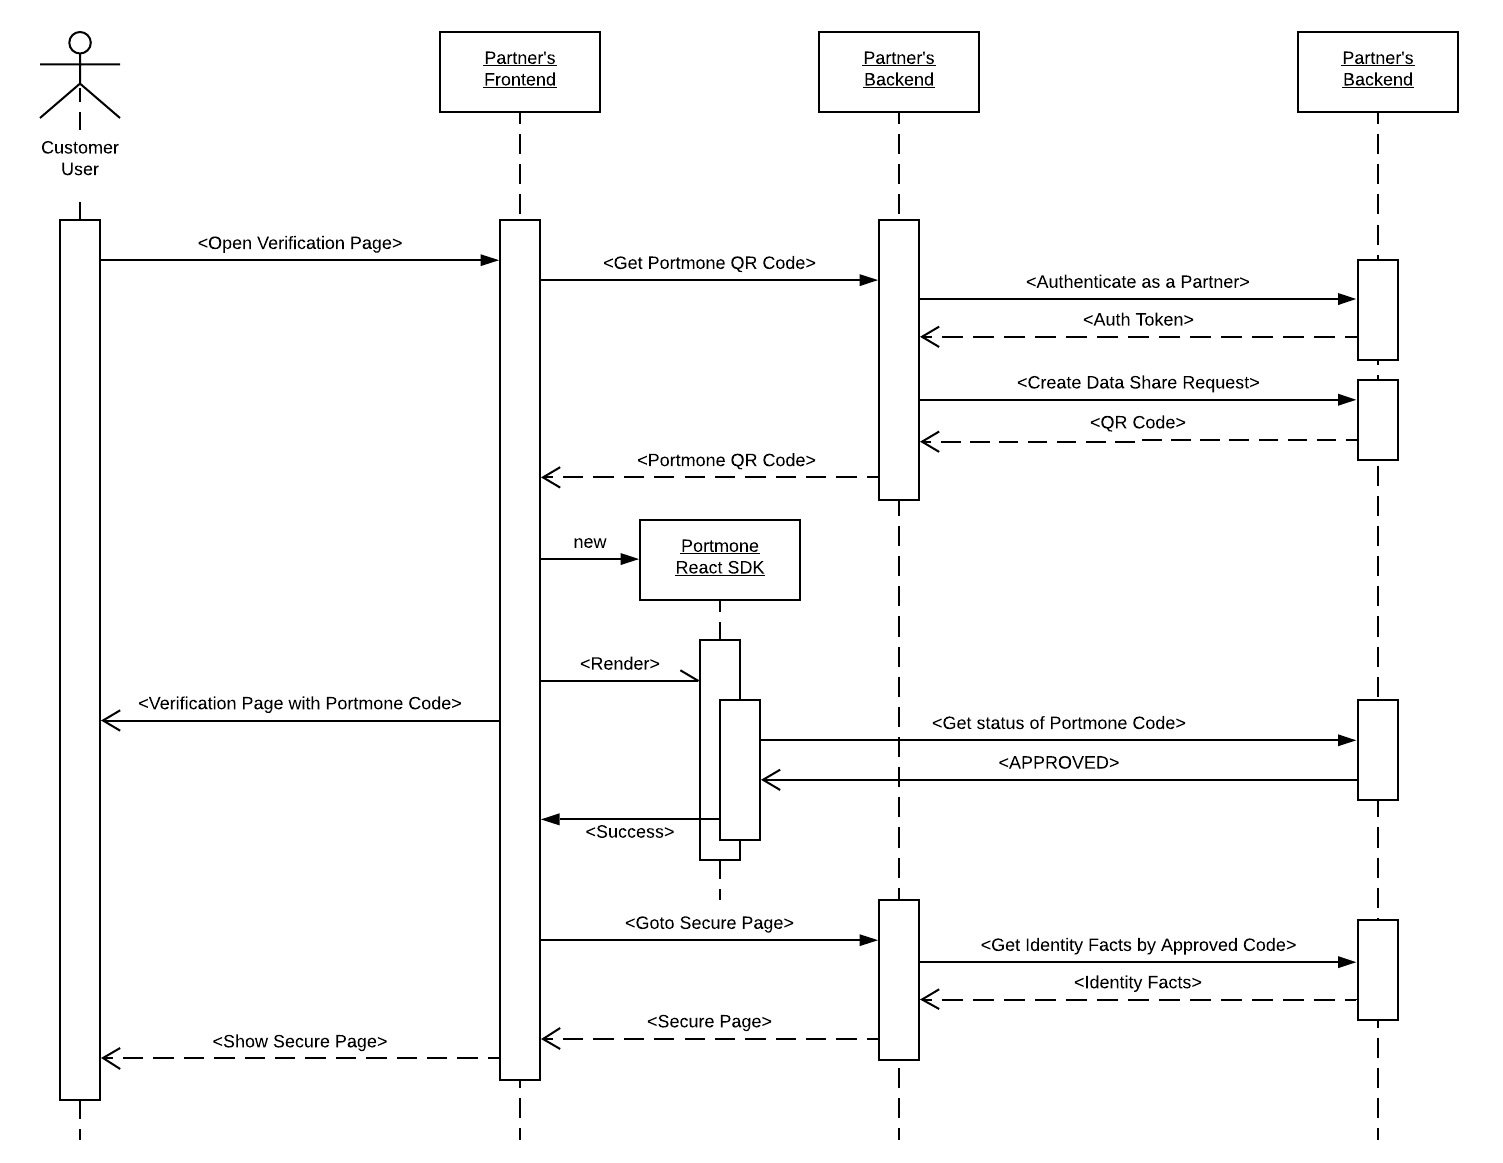 Partner's
Frontend
Partner's
Backend
Partner's
Backend
Customer
User
<Open Verification Page>
<Get Portmone QR Code>
<Authenticate as a Partner>
<Auth Token>
<Create Data Share Request>
<QR Code>
<Portmone QR Code>
new
Portmone
React SDK
<Render>
<Verification Page with Portmone Code>
<Get status of Portmone Code>
<APPROVED>
<Success>
<Goto Secure Page>
<Get Identity Facts by Approved Code>
<Identity Facts>
<Secure Page>
<Show Secure Page>